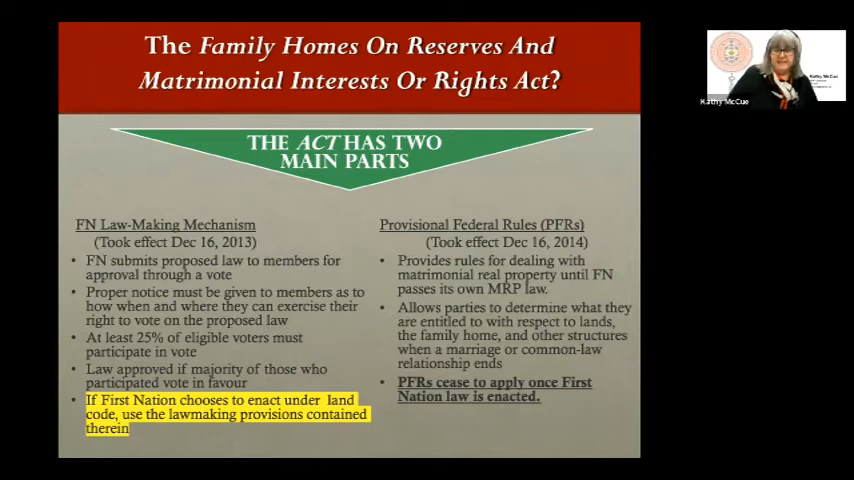 The Family Homes On Reserves And
Matrimonial Interests Or Rights Act?
THE ACT HAS TWO
MAIN PARTS
FN Law-Making Mechanism
(Took effect Dec 16, 2013)
• FN submits proposed law to members for
approval through a vote
• Proper notice must be given to members as to
how when and where they can exercise their
right to vote on the proposed law
• At least 25% of eligible voters must
participate in vote
• Law approved if majority of those who
participated vote in favour
• If First Nation chooses to enact under land
code, use the lawmaking provisions contained
therein
Provisional Federal Rules (PFRs)
(Took effect Dec 16, 2014)
• Provides rules for dealing with
matrimonial real property until FN
passes its own MRP law.
• Allows parties to determine what they
are entitled to with respect to lands,
the family home, and other structures
when a marriage or common-law
relationship ends
• PFRs cease to apply once First
Nation law is enacted.
Kathy McCue
Kathy McCue